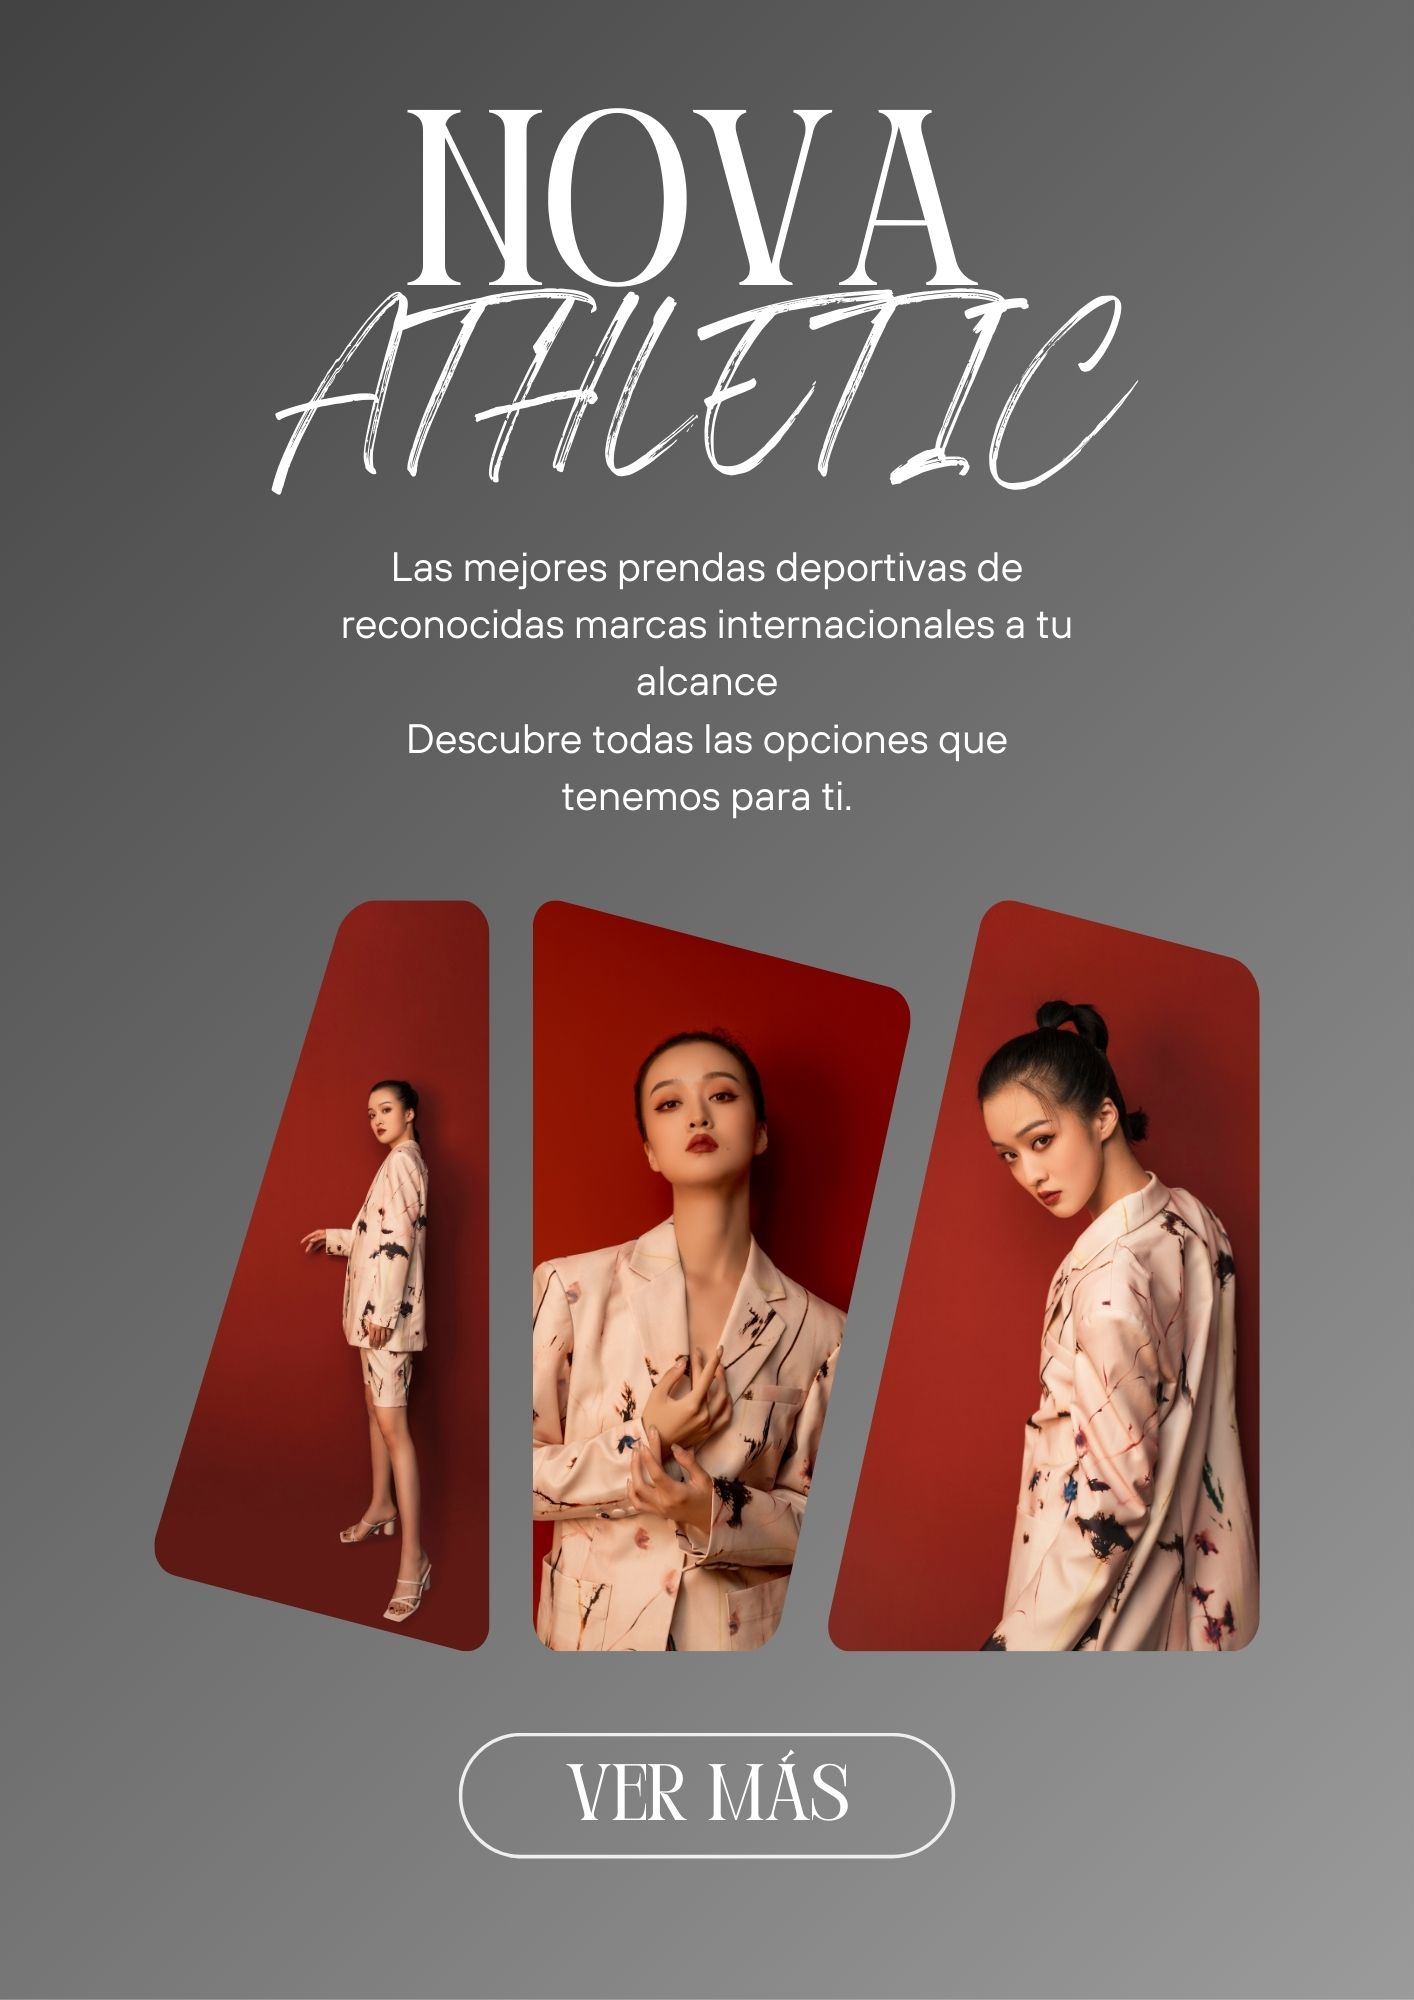 NOVA
ATHLETIC
Las mejores prendas deportivas de
reconocidas marcas internacionales a tu
alcance
Descubre todas las opciones que
tenemos para ti.
VER MÁS